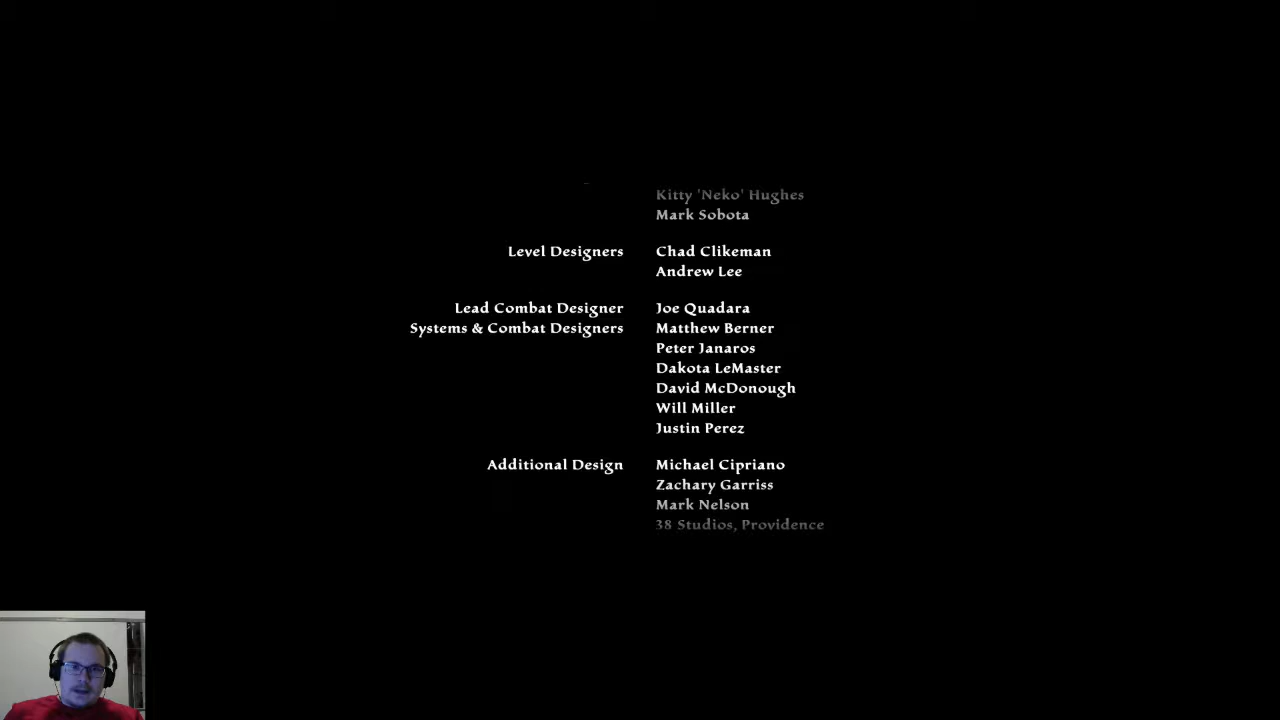 Kitty 'Neko' Hughes
Mark Sobota
Level Designers Chad Clikeman
Andrew Lee
Lead Combat Designer Joe Quadara
Systems & Combat Designers Matthew Berner
Peter Janaros
Dakota LeMaster
David McDonough
Will Miller
Justin Perez
Additional Design Michael Cipriano
Zachary Garriss
Mark Nelson
38 Studios, Providence